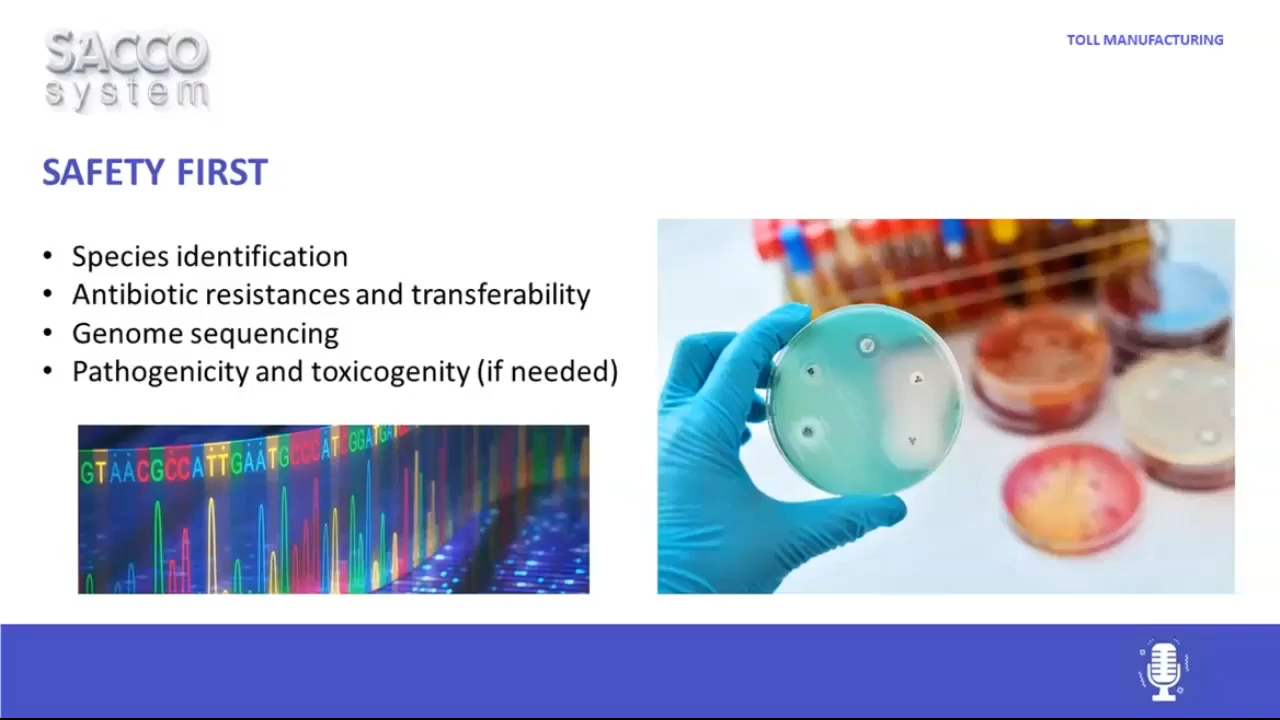 SACCO
system
TOLL MANUFACTURING
SAFETY FIRST
• Species identification
• Antibiotic resistances and transferability
• Genome sequencing
• Pathogenicity and toxicogenity (if needed)
GTAACGCCATTGAATGCCCAT